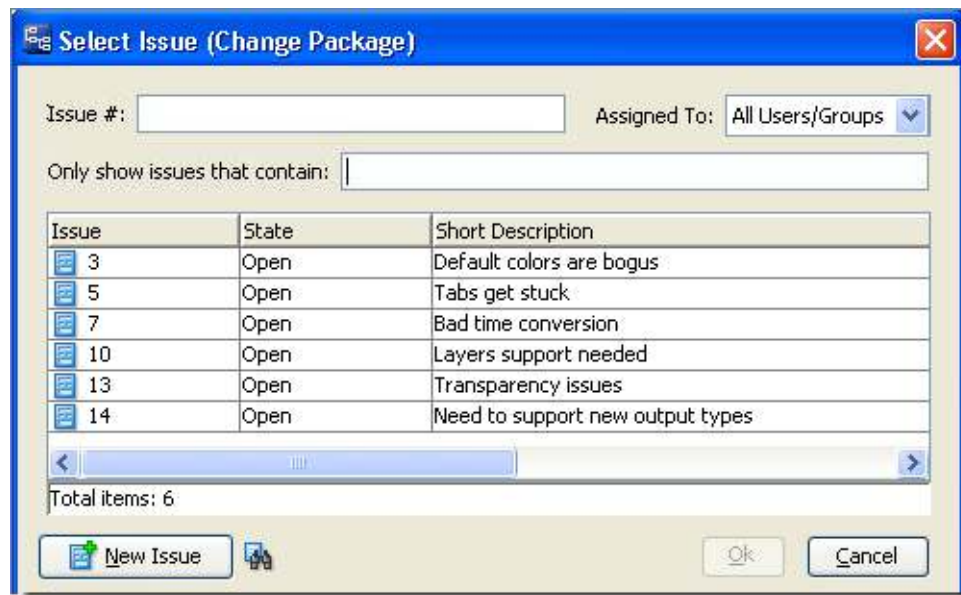 Select Issue (Change Package)
Issue #: Assigned To: All Users/Groups
Only show issues that contain:
Issue State Short Description
3 Open Default colors are bogus
5 Open Tabs get stuck
7 Open Bad time conversion
10 Open Layers support needed
13 Open Transparency issues
14 Open Need to support new output types
Total items: 6
New Issue Ok Cancel